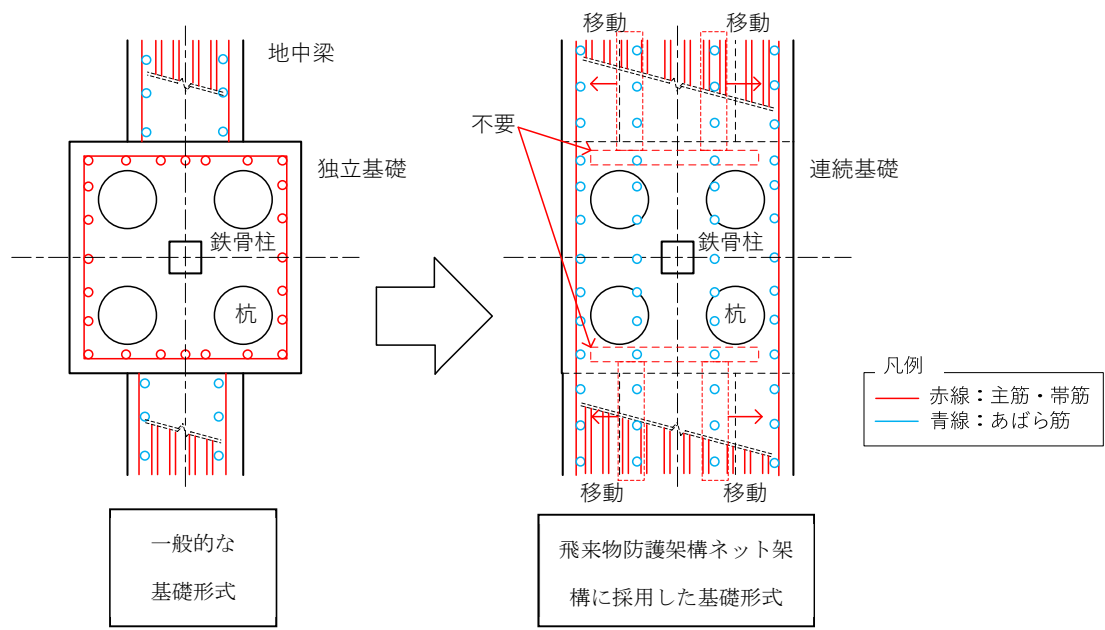 移動
移動
地中梁
不要
独立基礎
連続基礎
鉄骨柱
鉄骨柱
杭
杭
凡例
赤線：主筋・帯筋
青線：あばら筋
移動
移動
一般的な
基礎形式
飛来物防護架構ネット架
構に採用した基礎形式